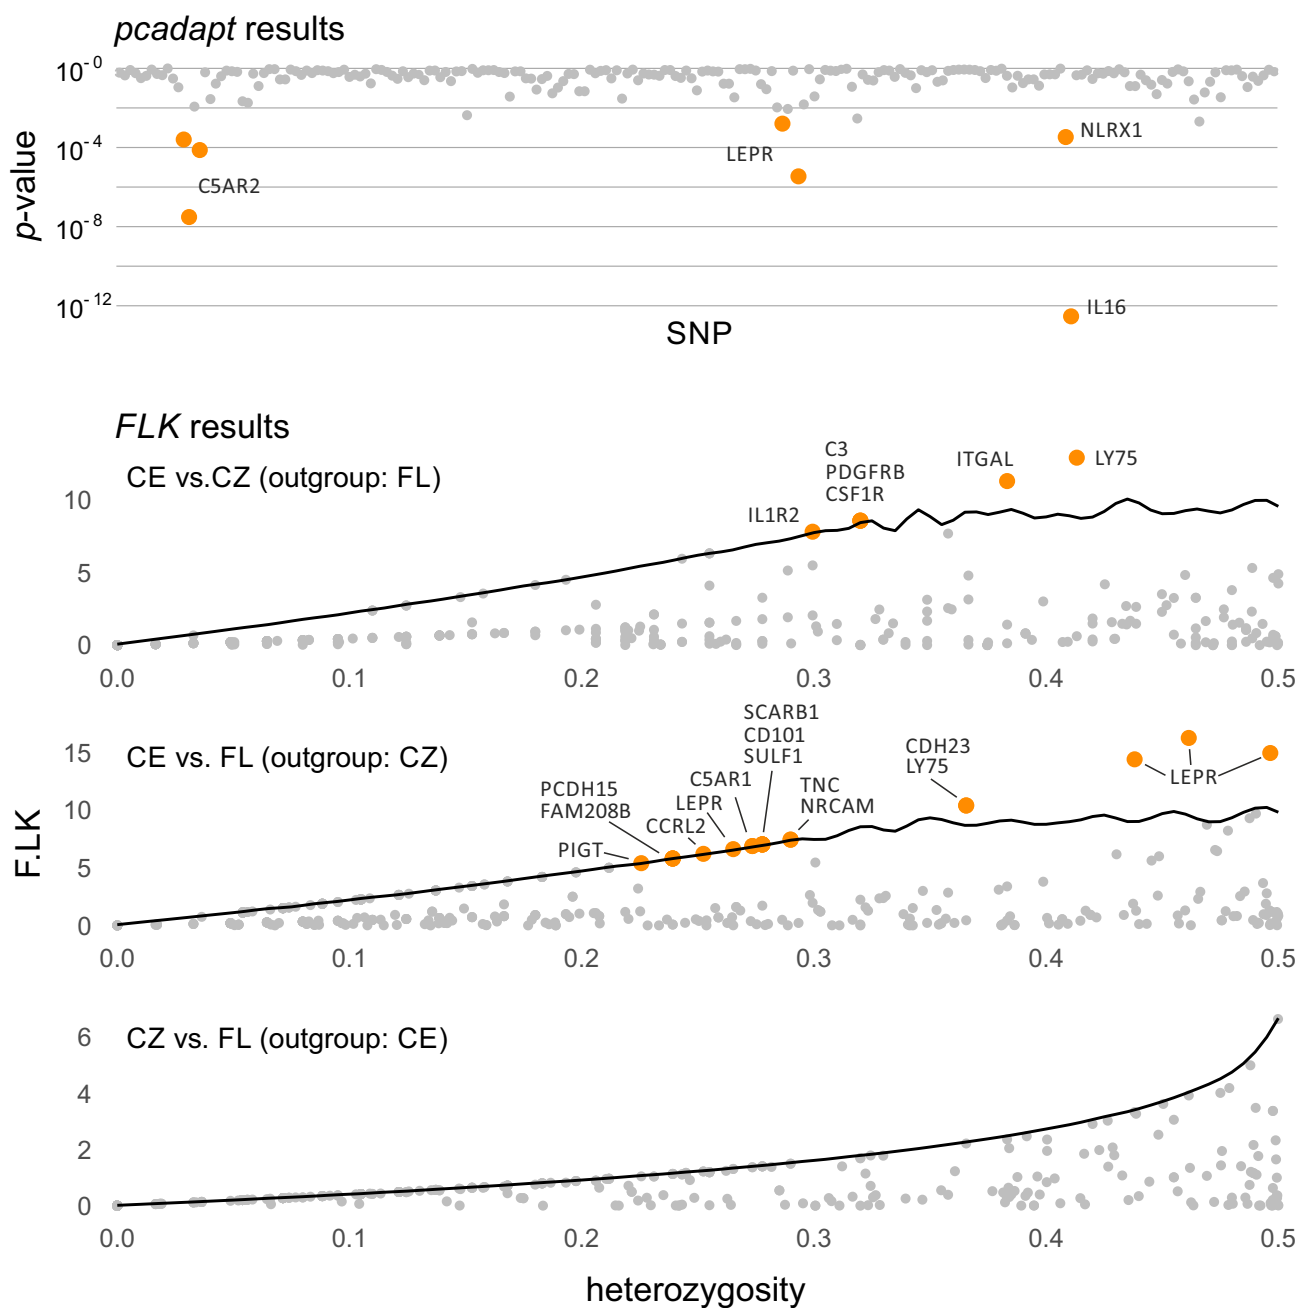 pcadapt results
10-0
10-4
10-8
10-12
p-value
C5AR2
LEPR
NLRX1
IL16
SNP
FLK results
CE vs.CZ (outgroup: FL)
10
5
0
IL1R2
C3
PDGFRB
CSF1R
ITGAL
LY75
0.0 0.1 0.2 0.3 0.4 0.5
CE vs. FL (outgroup: CZ)
15
10
5
0
F.LK
PIGT
PCDH15
FAM208B
CCRL2
LEPR
C5AR1
SCARB1
CD101
SULF1
TNC
NRCAM
CDH23
LY75
LEPR
0.0 0.1 0.2 0.3 0.4 0.5
CZ vs. FL (outgroup: CE)
6
4
2
0
0.0 0.1 0.2 0.3 0.4 0.5
heterozygosity